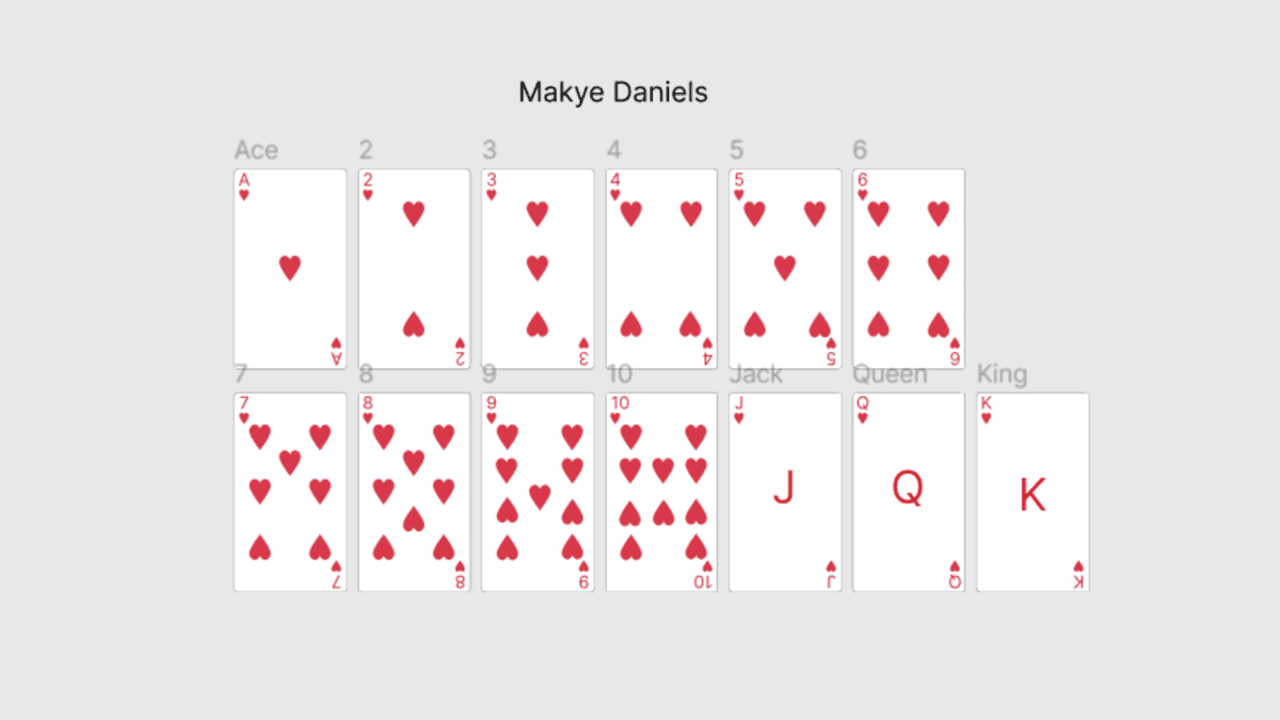 Makye Daniels
Ace 2 3 4 5 6
A 2 3 4 5 6
A 2 3 4 5 6
7 8 9 10 Jack Queen King
7 8 9 10 J Q K
J Q K
7 8 9 10 J Q K